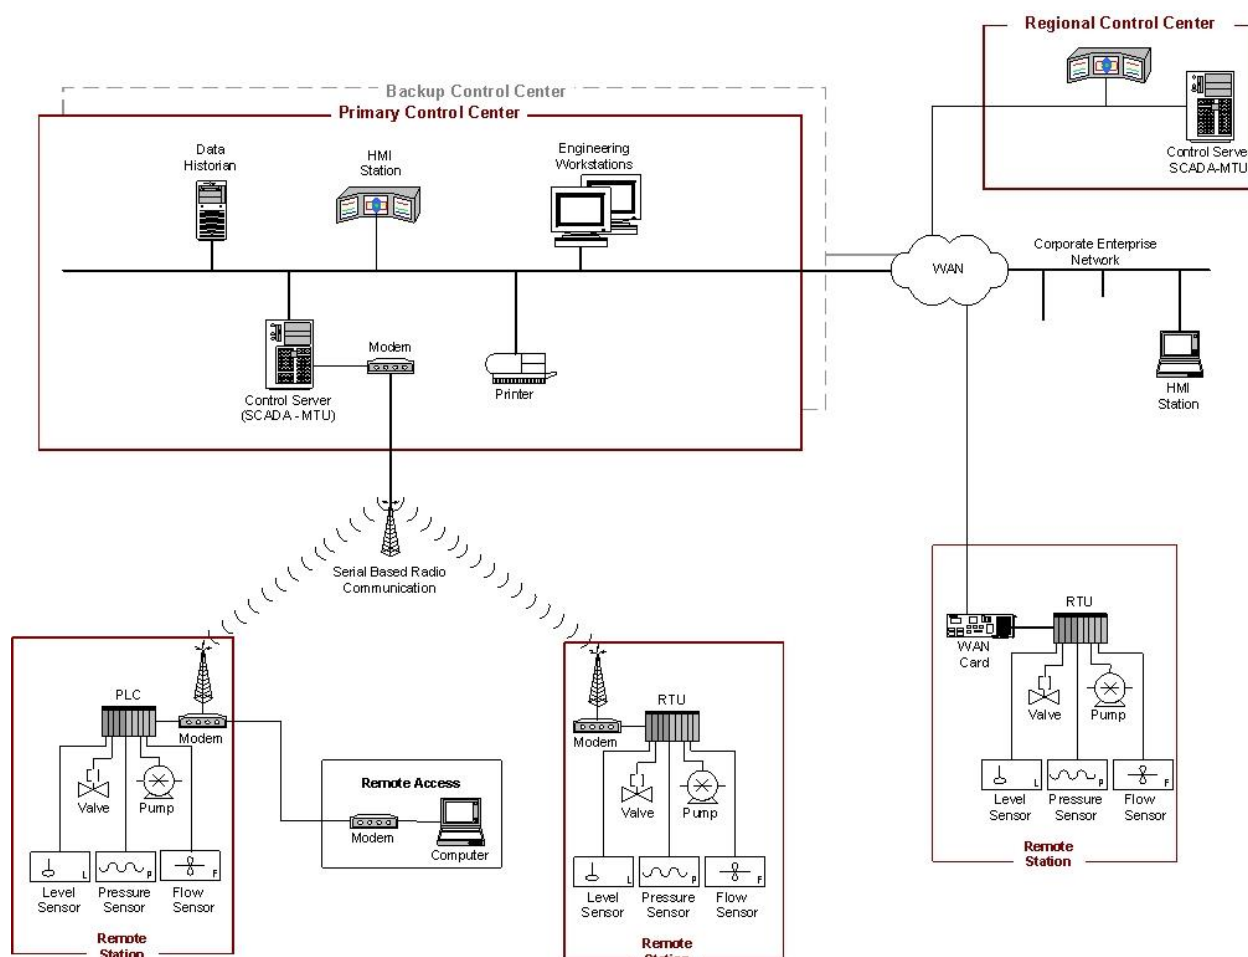 Regional Control Center
Control Server
SCADA-MTU
Backup Control Center
Primary Control Center
Data
Historian
HMI
Station
Engineering
Workstations
Control Server
(SCADA - MTU)
Modem
Printer
WAN
Corporate Enterprise
Network
HMI
Station
Serial Based Radio
Communication
PLC
Modem
Valve
Pump
L
P
F
Level
Sensor
Pressure
Sensor
Flow
Sensor
Remote
Station
Remote Access
Modem
Computer
RTU
Modem
Valve
Pump
L
P
F
Level
Sensor
Pressure
Sensor
Flow
Sensor
Remote
Station
RTU
WAN
Card
Valve
Pump
L
P
F
Level
Sensor
Pressure
Sensor
Flow
Sensor
Remote
Station